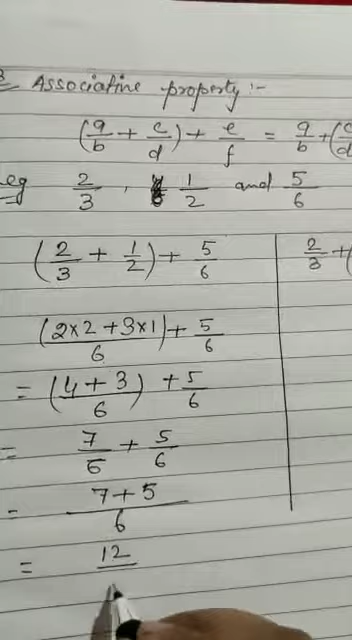 Associative property :-
(a/b + c/d) + e/f = a/b + (c/d
eg 2/3 , 1/2 and 5/6
(2/3 + 1/2) + 5/6
2/3 + (
(2×2 + 3×1)/6 + 5/6
= (4 + 3)/6 + 5/6
= 7/6 + 5/6
= 7+5/6
= 12/